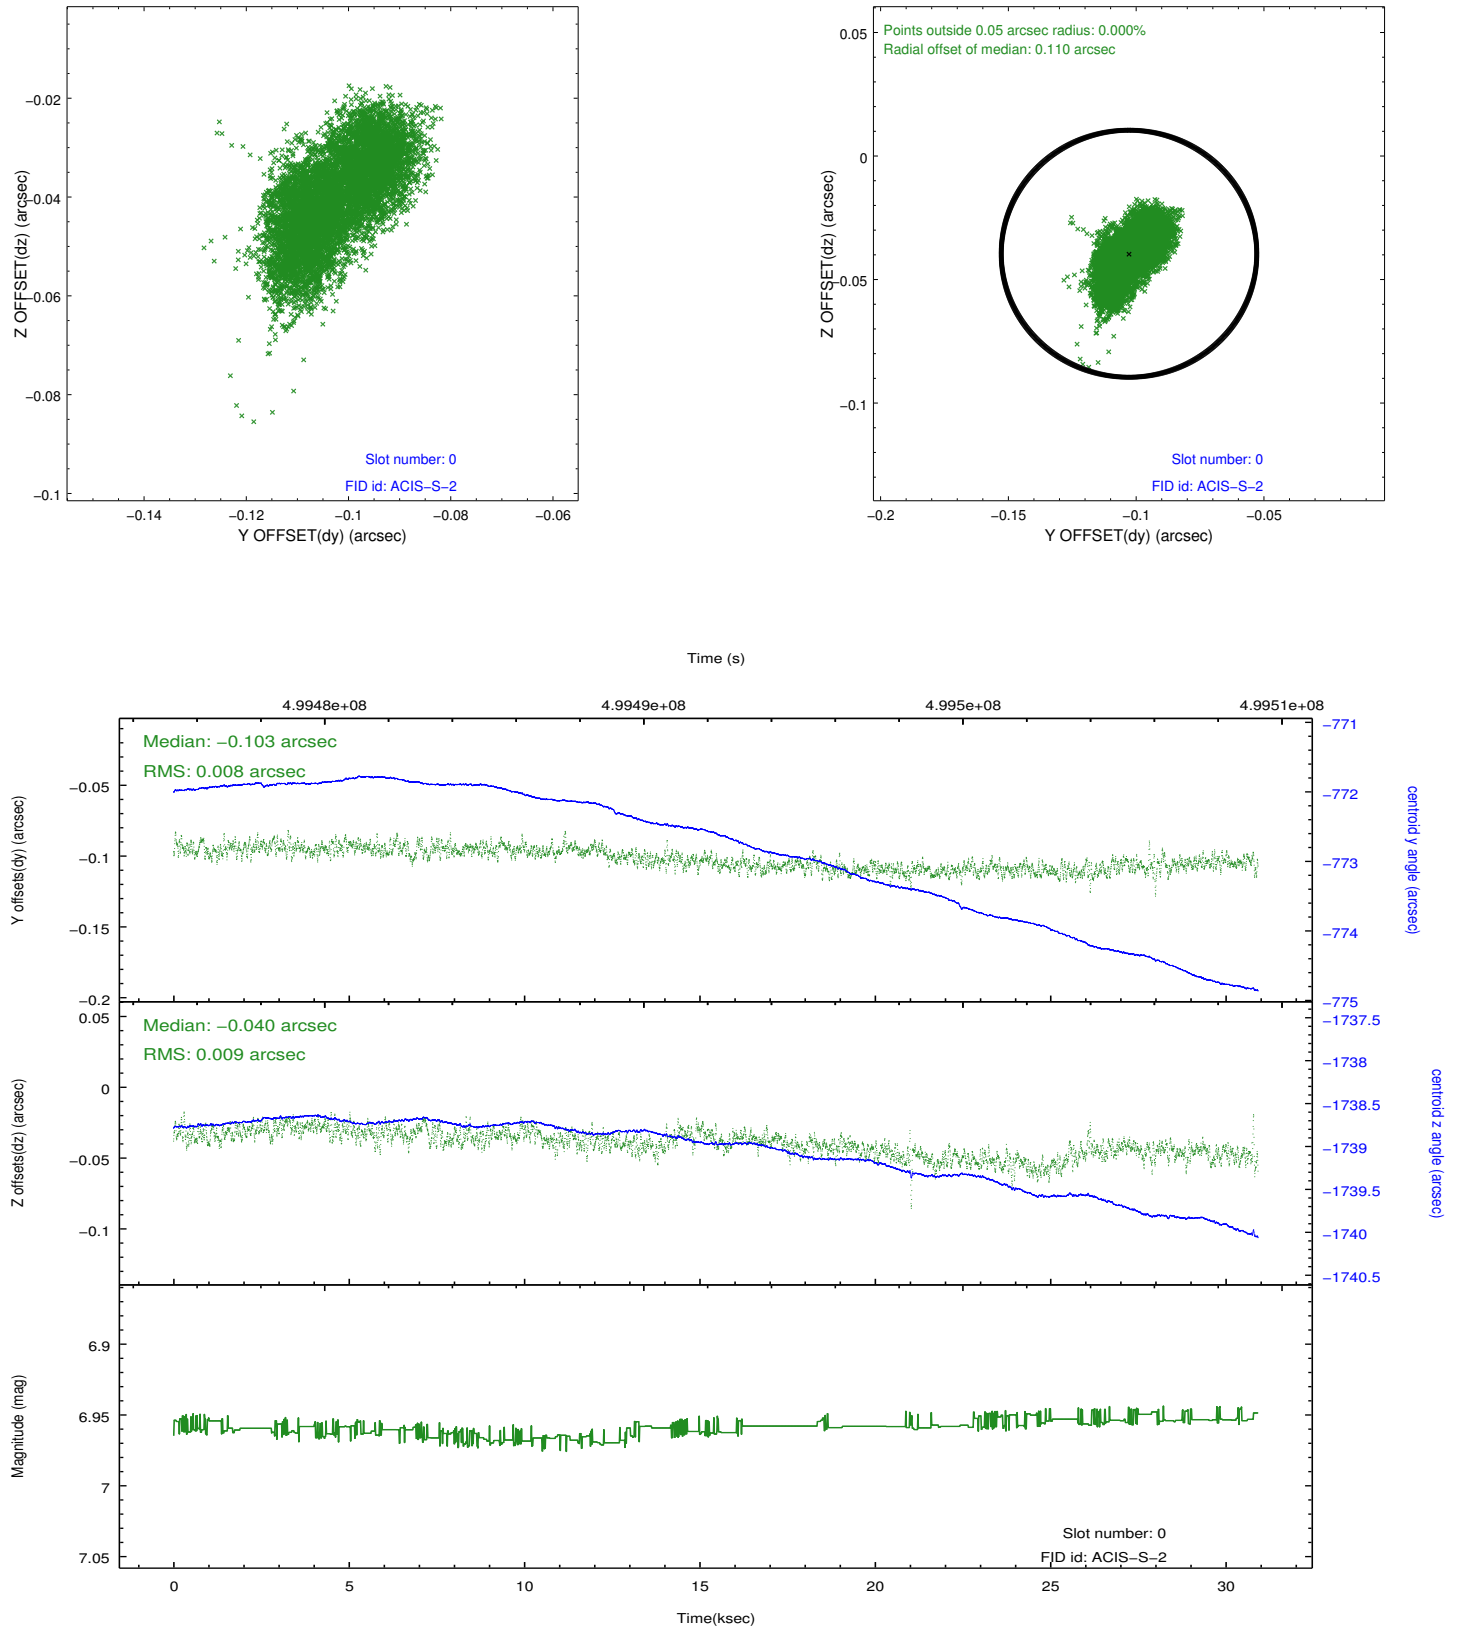 −0.02
−0.04
−0.06
−0.08
−0.1
Z OFFSET(dz) (arcsec)
Slot number: 0
FID id: ACIS−S−2
−0.14 −0.12 −0.1 −0.08 −0.06
Y OFFSET(dy) (arcsec)
Points outside 0.05 arcsec radius: 0.000%
Radial offset of median: 0.110 arcsec
0.05
0
−0.05
−0.1
Z OFFSET(dz) (arcsec)
Slot number: 0
FID id: ACIS−S−2
−0.2 −0.15 −0.1 −0.05
Y OFFSET(dy) (arcsec)
Time (s)
4.9948e+08 4.9949e+08 4.995e+08 4.9951e+08
Median: −0.103 arcsec
RMS: 0.008 arcsec
−0.05
−0.1
−0.15
−0.2
Y offsets(dy) (arcsec)
−771
−772
−773
−774
−775
centroid y angle (arcsec)
Median: −0.040 arcsec
RMS: 0.009 arcsec
0.05
0
−0.05
−0.1
Z offsets(dz) (arcsec)
−1737.5
−1738
−1738.5
−1739
−1739.5
−1740
−1740.5
centroid z angle (arcsec)
6.9
6.95
7
7.05
Magnitude (mag)
Slot number: 0
FID id: ACIS−S−2
0 5 10 15 20 25 30
Time(ksec)